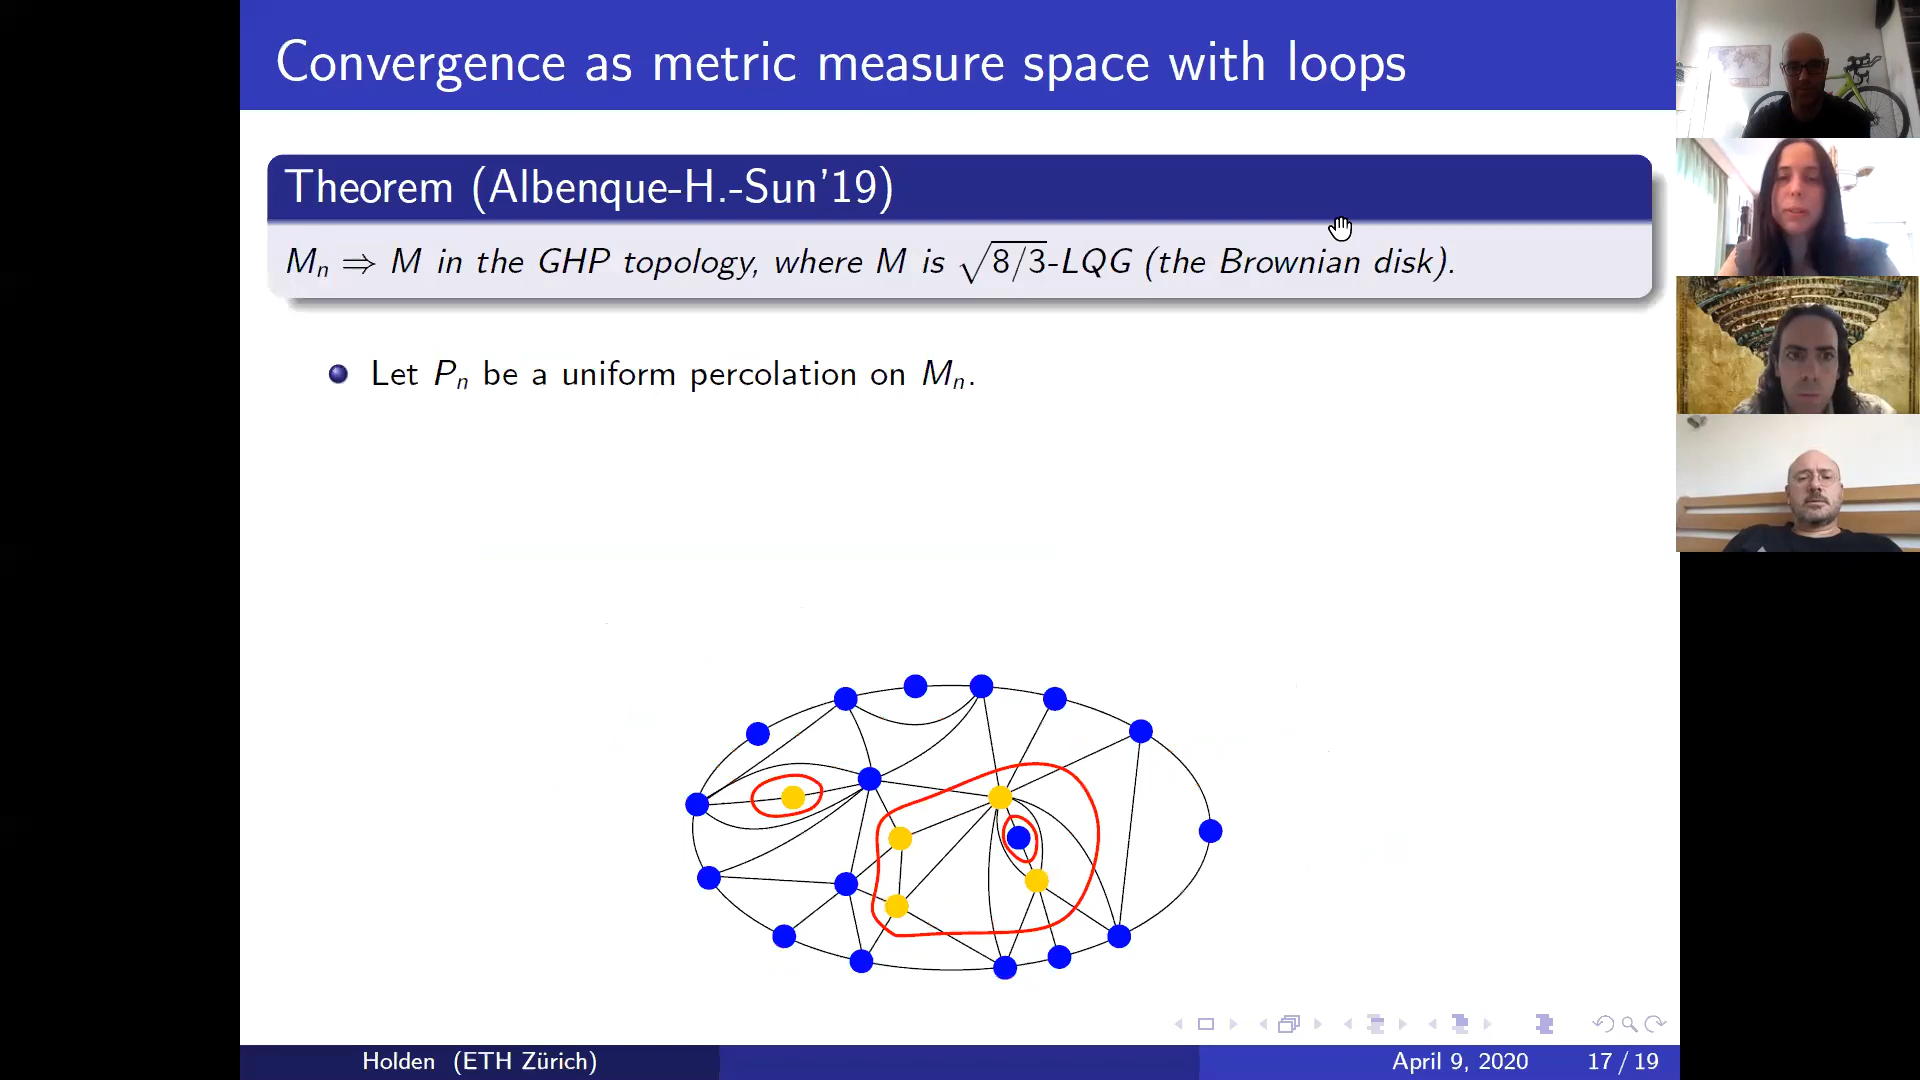 Convergence as metric measure space with loops
Theorem (Albenque-H.-Sun'19)
Mₙ ⇒ M in the GHP topology, where M is √8/3-LQG (the Brownian disk).
Let Pₙ be a uniform percolation on Mₙ.
Holden (ETH Zürich)
April 9, 2020
17 / 19